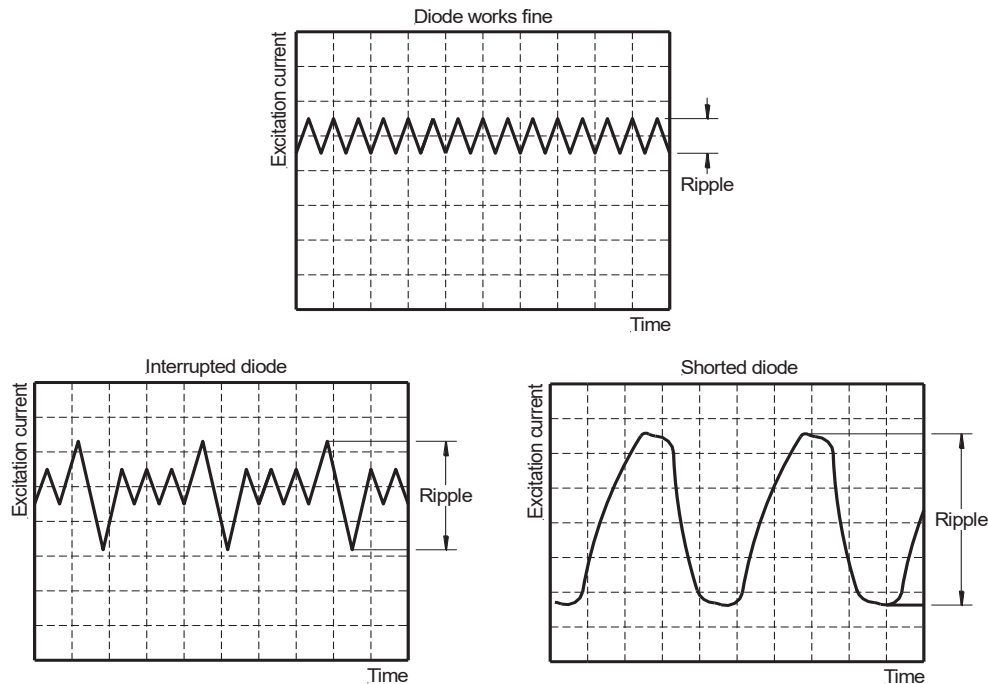 Diode works fine
Excitation current
Ripple
Time
Interrupted diode
Excitation current
Ripple
Time
Shorted diode
Excitation current
Ripple
Time